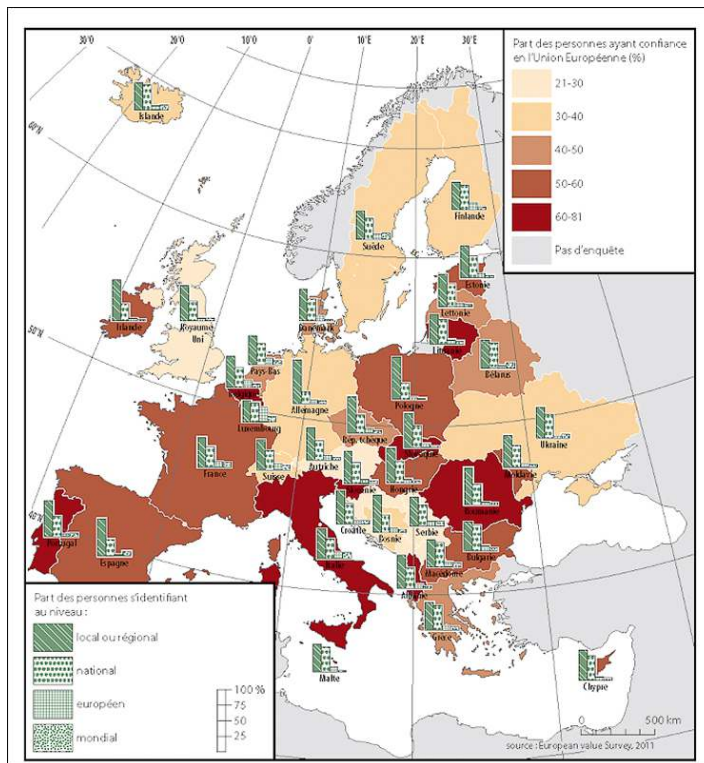 30°O
20°O
10°O
0°
10°E
20°E
30°E
60°N
50°N
40°N
Part des personnes ayant confiance
en l'Union Européenne (%)
21-30
30-40
40-50
50-60
60-81
Pas d'enquête
Islande
Finlande
Suède
Estonie
Lettonie
Lituanie
Irlande
Royaume
Uni
Danemark
Pays-Bas
Bélarus
Allemagne
Pologne
Luxembourg
Rép. tchèque
Ukraine
France
Suisse
Autriche
Hongrie
Moldavie
Roumanie
Croatie
Bosnie
Serbie
Portugal
Espagne
Italie
Bulgarie
Macédoine
Albanie
Grèce
Malte
Chypre
Part des personnes s'identifiant
au niveau :
local ou régional
national
européen
mondial
100 %
75
50
25
0
500 km
source : European value Survey, 2011